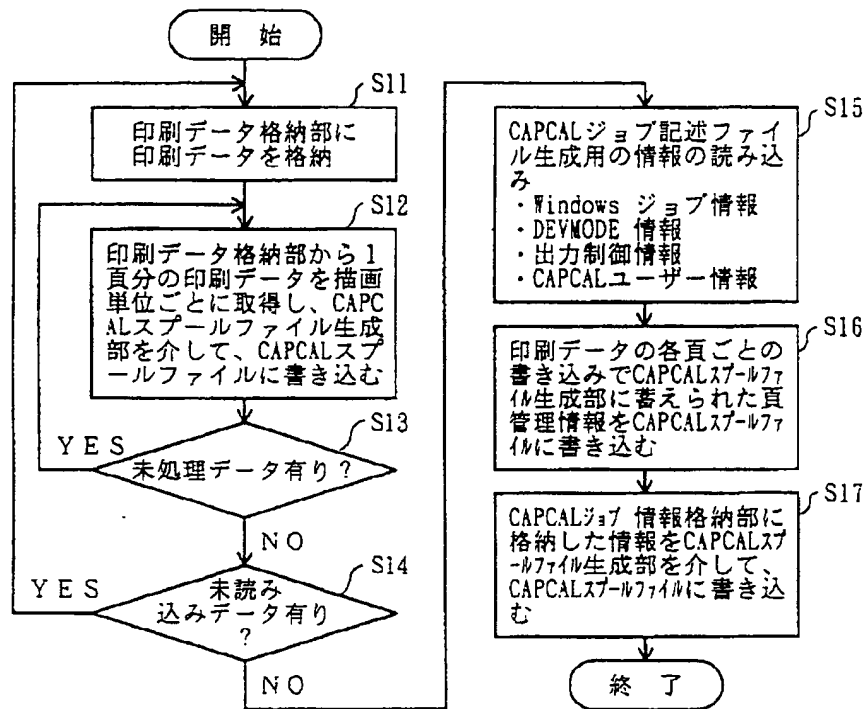 開 始
S11
印刷データ格納部に
印刷データを格納
S12
印刷データ格納部から1
頁分の印刷データを描画
単位ごとに取得し、CAPC
ALスプールファイル生成
部を介して、CAPCALスプ
ールファイルに書き込む
S13
YES
未処理データ有り?
NO
S14
YES
未読み
込みデータ有り
?
NO
S15
CAPCALジョブ記述ファ
イル生成用の情報の読み込
み
・Windows ジョブ情報
・DEVMODE 情報
・出力制御情報
・CAPCALユーザー情報
S16
印刷データの各頁ごとの
書き込みでCAPCALスプールファ
イル生成部に蓄えられた頁
管理情報をCAPCALスプールファ
イルに書き込む
S17
CAPCALジョブ 情報格納部に
格納した情報をCAPCALスプ
ールファイル生成部を介して、
CAPCALスプールファイルに書き込
む
終 了